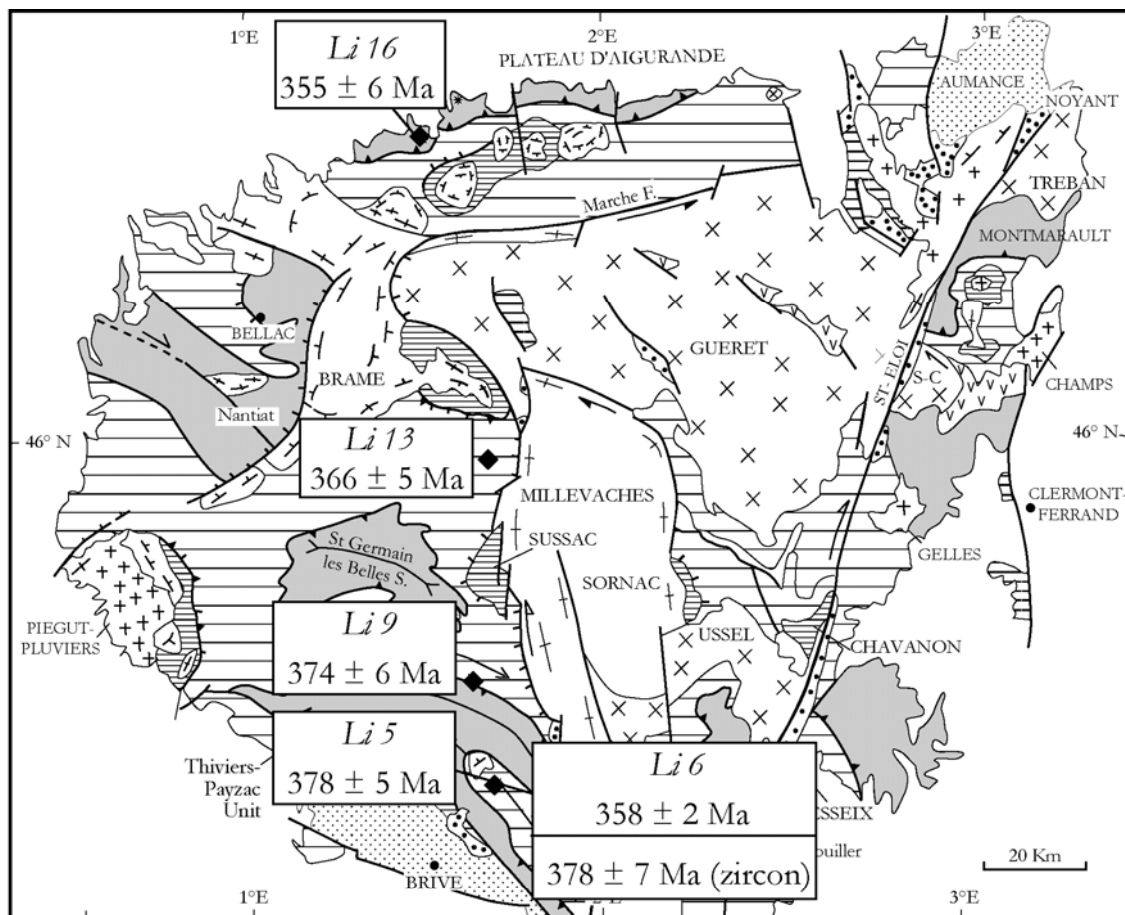 1°E
2°E
3°E
Li 16
355 ± 6 Ma
PLATEAU D'AIGURANDE
AUMANCE
NOYANT
TREBAN
Marche F.
MONTMARAULT
BELLAC
GUERET
ST- ELOI
BRAME
S-C
CHAMPS
Nantiat
46° N
Li 13
366 ± 5 Ma
46° N
MILLEVACHES
CLERMONT-
FERRAND
SUSSAC
St Germain
les Belles S.
GELLES
SORNAC
Li 9
374 ± 6 Ma
PIEGUT-
PLUVIERS
USSEL
CHAVANON
Li 5
378 ± 5 Ma
Thiviers-
Payzac
Unit
Li 6
358 ± 2 Ma
378 ± 7 Ma (zircon)
ESSEIX
ouiller
20 Km
BRIVE
1°E
2°E
3°E